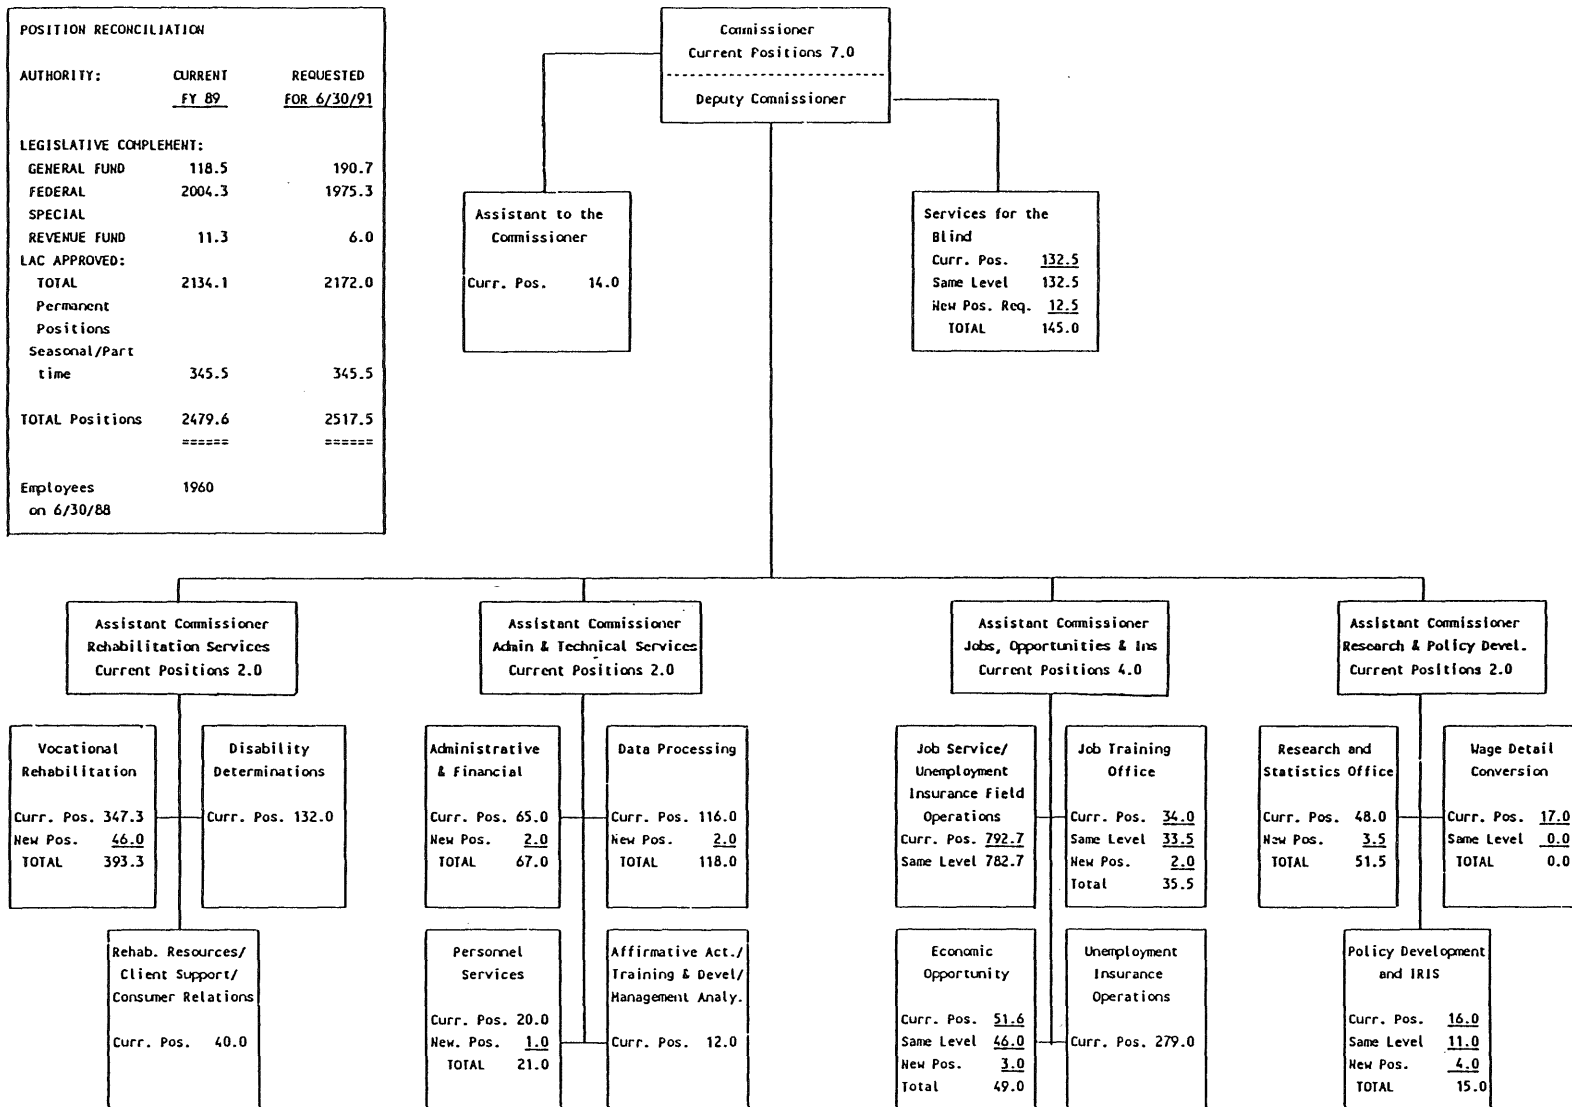 POSITION RECONCILIATION
AUTHORITY: CURRENT REQUESTED
FY 89 FOR 6/30/91
LEGISLATIVE COMPLEMENT:
GENERAL FUND 118.5 190.7
FEDERAL 2004.3 1975.3
SPECIAL
REVENUE FUND 11.3 6.0
LAC APPROVED:
TOTAL 2134.1 2172.0
Permanent
Positions
Seasonal/Part
time 345.5 345.5
TOTAL Positions 2479.6 2517.5
====== ======
Employees 1960
on 6/30/88
Commissioner
Current Positions 7.0
Deputy Commissioner
Assistant to the
Commissioner
Curr. Pos. 14.0
Services for the
Blind
Curr. Pos. 132.5
Same Level 132.5
New Pos. Req. 12.5
TOTAL 145.0
Assistant Commissioner
Rehabilitation Services
Current Positions 2.0
Assistant Commissioner
Admin & Technical Services
Current Positions 2.0
Assistant Commissioner
Jobs, Opportunities & Ins
Current Positions 4.0
Assistant Commissioner
Research & Policy Devel.
Current Positions 2.0
Vocational
Rehabilitation
Curr. Pos. 347.3
New Pos. 46.0
TOTAL 393.3
Disability
Determinations
Curr. Pos. 132.0
Administrative
& Financial
Curr. Pos. 65.0
New Pos. 2.0
TOTAL 67.0
Data Processing
Curr. Pos. 116.0
New Pos. 2.0
TOTAL 118.0
Job Service/
Unemployment
Insurance Field
Operations
Curr. Pos. 792.7
Same Level 782.7
Job Training
Office
Curr. Pos. 34.0
Same Level 33.5
New Pos. 2.0
Total 35.5
Research and
Statistics Office
Curr. Pos. 48.0
New Pos. 3.5
TOTAL 51.5
Wage Detail
Conversion
Curr. Pos. 17.0
Same Level 0.0
TOTAL 0.0
Rehab. Resources/
Client Support/
Consumer Relations
Curr. Pos. 40.0
Personnel
Services
Curr. Pos. 20.0
New. Pos. 1.0
TOTAL 21.0
Affirmative Act./
Training & Devel/
Management Analy.
Curr. Pos. 12.0
Economic
Opportunity
Curr. Pos. 51.6
Same Level 46.0
New Pos. 3.0
Total 49.0
Unemployment
Insurance
Operations
Curr. Pos. 279.0
Policy Development
and IRIS
Curr. Pos. 16.0
Same Level 11.0
New Pos. 4.0
TOTAL 15.0